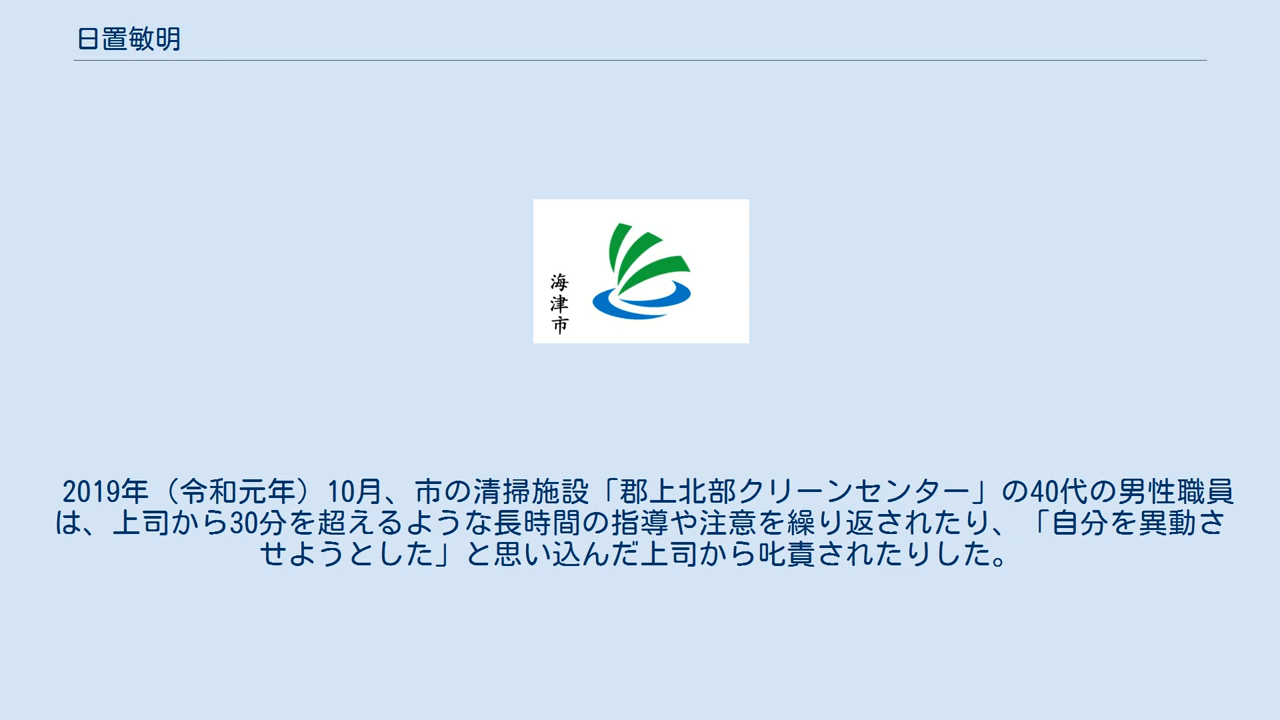 日置敏明
海津市
2019年（令和元年）10月、市の清掃施設「郡上北部クリーンセンター」の40代の男性職員
は、上司から30分を超えるような長時間の指導や注意を繰り返されたり、「自分を異動さ
せようとした」と思い込んだ上司から叱責されたりした。